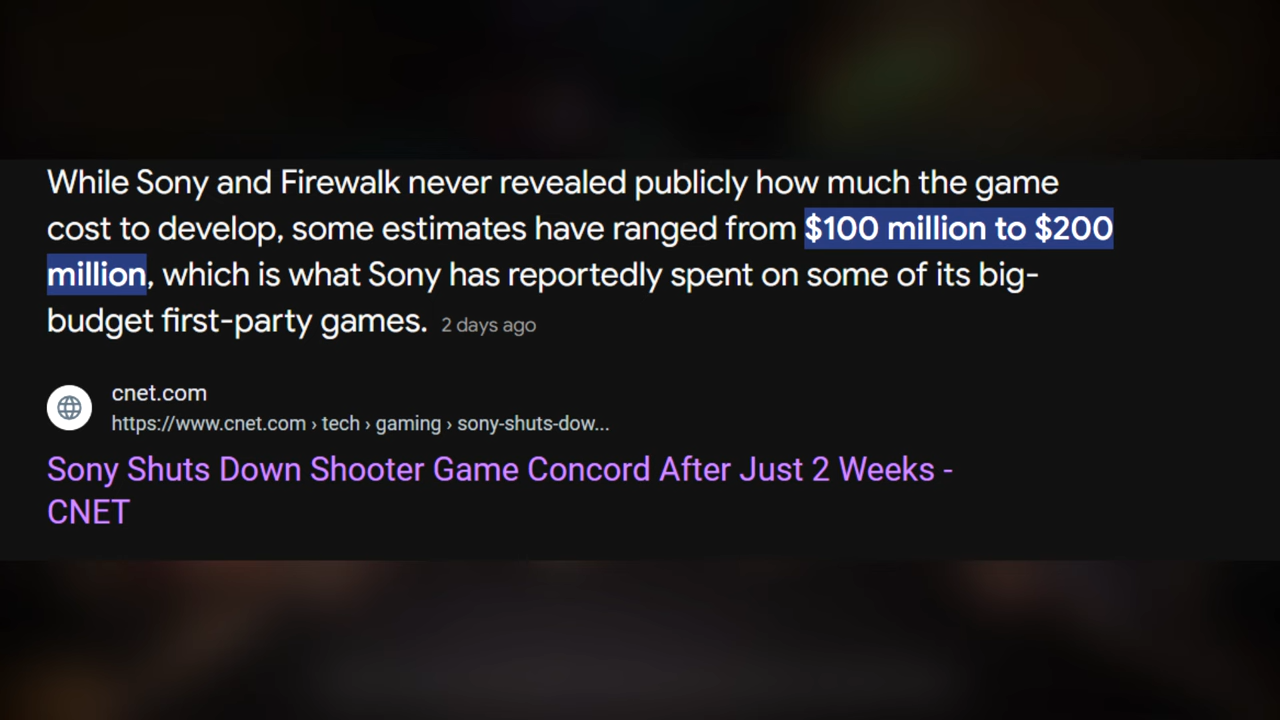 While Sony and Firewalk never revealed publicly how much the game
cost to develop, some estimates have ranged from $100 million to $200
million, which is what Sony has reportedly spent on some of its big-
budget first-party games. 2 days ago
cnet.com
https://www.cnet.com › tech › gaming › sony-shuts-dow...
Sony Shuts Down Shooter Game Concord After Just 2 Weeks -
CNET